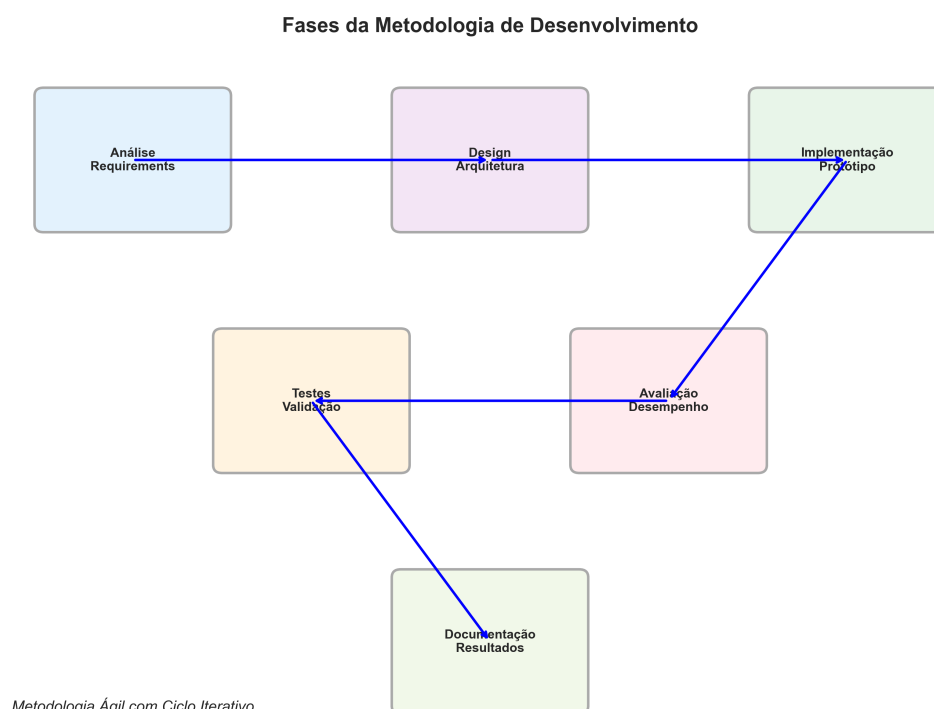 Fases da Metodologia de Desenvolvimento
Análise
Requirements
Design
Arquitetura
Implementação
Protótipo
Testes
Validação
Avaliação
Desempenho
Documentação
Resultados
Metodologia Ágil com Ciclo Iterativo